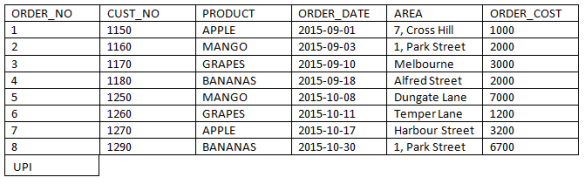 ORDER_NO CUST_NO PRODUCT ORDER_DATE AREA ORDER_COST
1 1150 APPLE 2015-09-01 7, Cross Hill 1000
2 1160 MANGO 2015-09-03 1, Park Street 2000
3 1170 GRAPES 2015-09-10 Melbourne 3000
4 1180 BANANAS 2015-09-18 Alfred Street 2000
5 1250 MANGO 2015-10-08 Dungate Lane 7000
6 1260 GRAPES 2015-10-11 Temper Lane 1200
7 1270 APPLE 2015-10-17 Harbour Street 3200
8 1290 BANANAS 2015-10-30 1, Park Street 6700
UPI